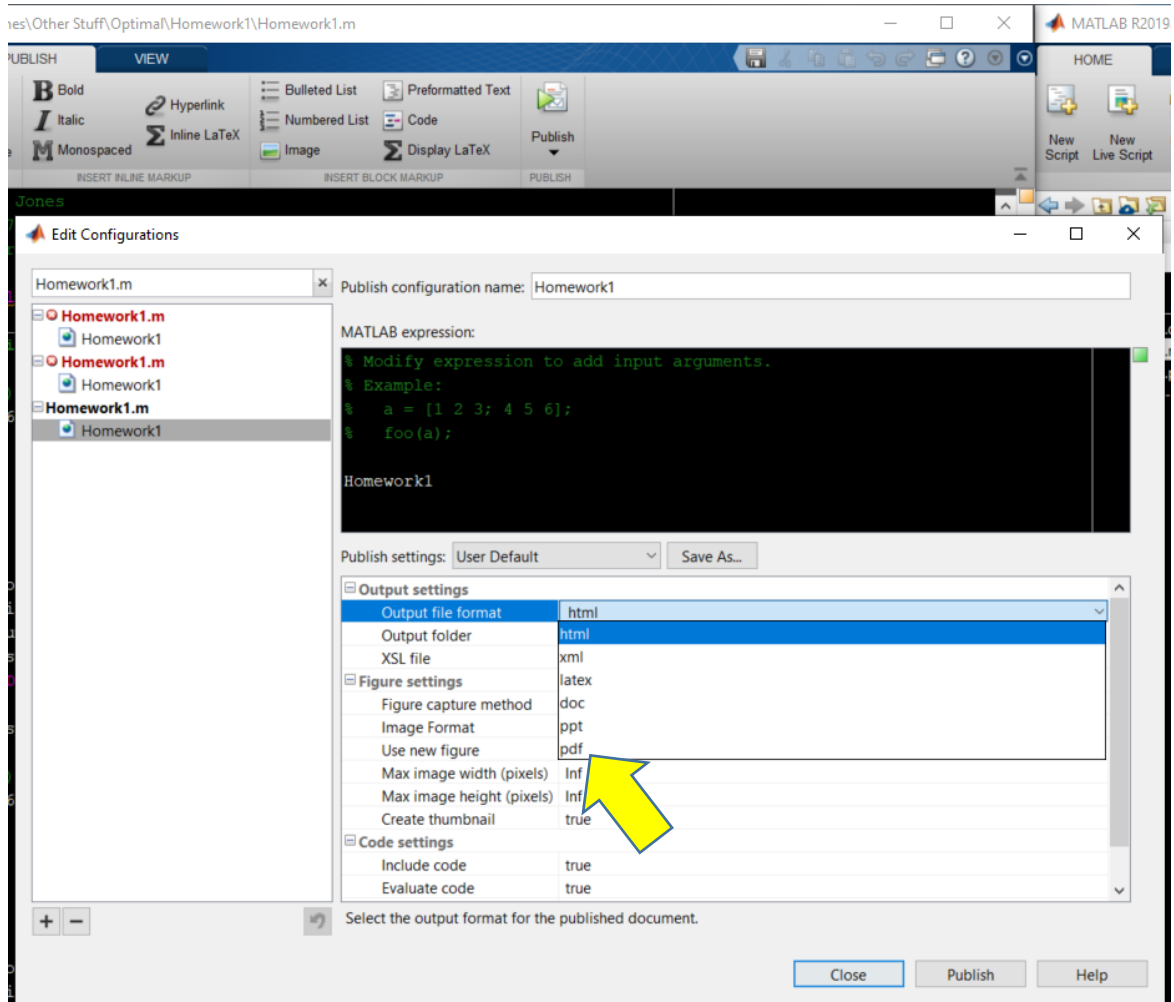 nes\Other Stuff\Optimal\Homework1\Homework1.m
MATLAB R2019
PUBLISH VIEW
HOME
Bold
Hyperlink
Bulleted List
Preformatted Text
Italic
Inline LaTeX
Numbered List
Code
Publish
New Script
New Live Script
Monospaced
Image
Display LaTeX
INSERT INLINE MARKUP
INSERT BLOCK MARKUP
PUBLISH
Jones
Edit Configurations
Homework1.m
Publish configuration name: Homework1
Homework1.m
Homework1
Homework1.m
Homework1
Homework1.m
Homework1
MATLAB expression:
% Modify expression to add input arguments.
% Example:
%   a = [1 2 3; 4 5 6];
%   foo(a);
Homework1
Publish settings: User Default Save As...
Output settings
Output file format html
Output folder html
XSL file xml
Figure settings latex
Figure capture method doc
Image Format ppt
Use new figure pdf
Max image width (pixels) Inf
Max image height (pixels) Inf
Create thumbnail true
Code settings
Include code true
Evaluate code true
Select the output format for the published document.
Close Publish Help